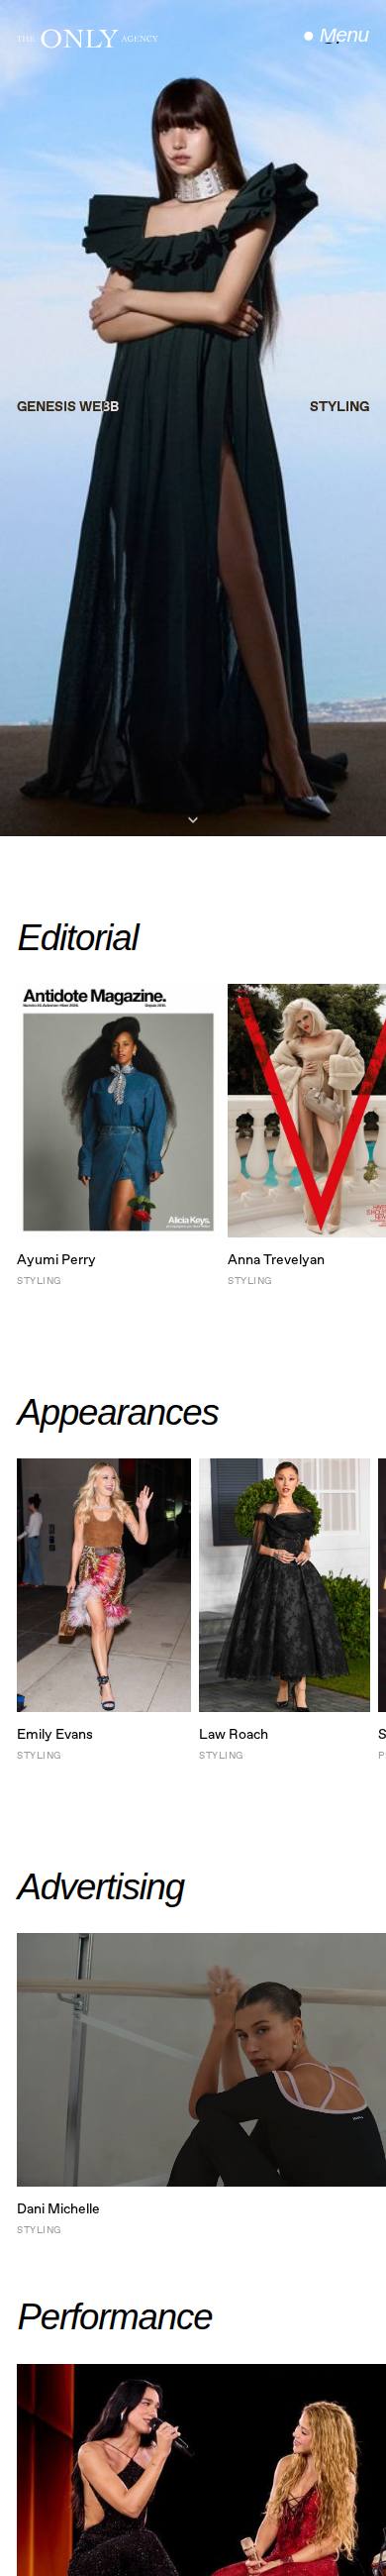 THE ONLY AGENCY
Menu
GENESIS WEBB
STYLING
Editorial
Antidote Magazine.
Alicia Keys.
V
Ayumi Perry
STYLING
Anna Trevelyan
STYLING
Appearances
Emily Evans
STYLING
Law Roach
STYLING
S
P
Advertising
Dani Michelle
STYLING
Performance